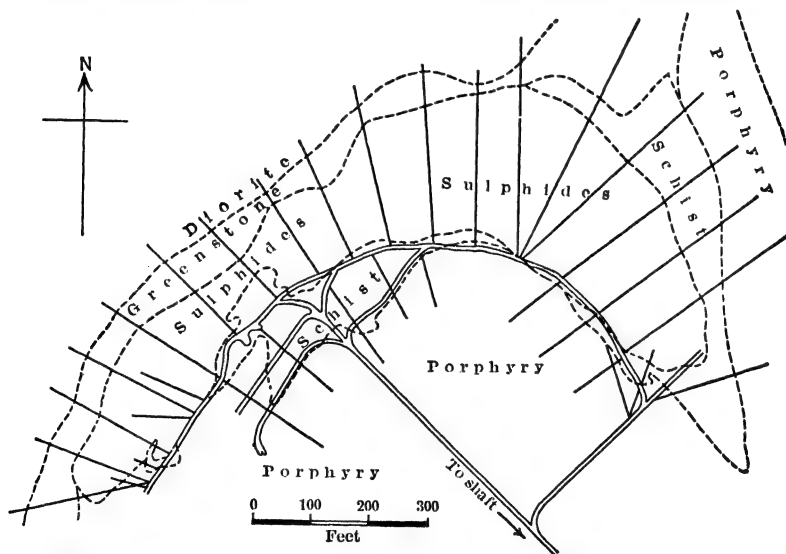 N
Porphyry
Diorite
Greenstone
Sulphides
Sulphides
Schist
Schist
Porphyry
Porphyry
To shaft
0 100 200 300
Feet